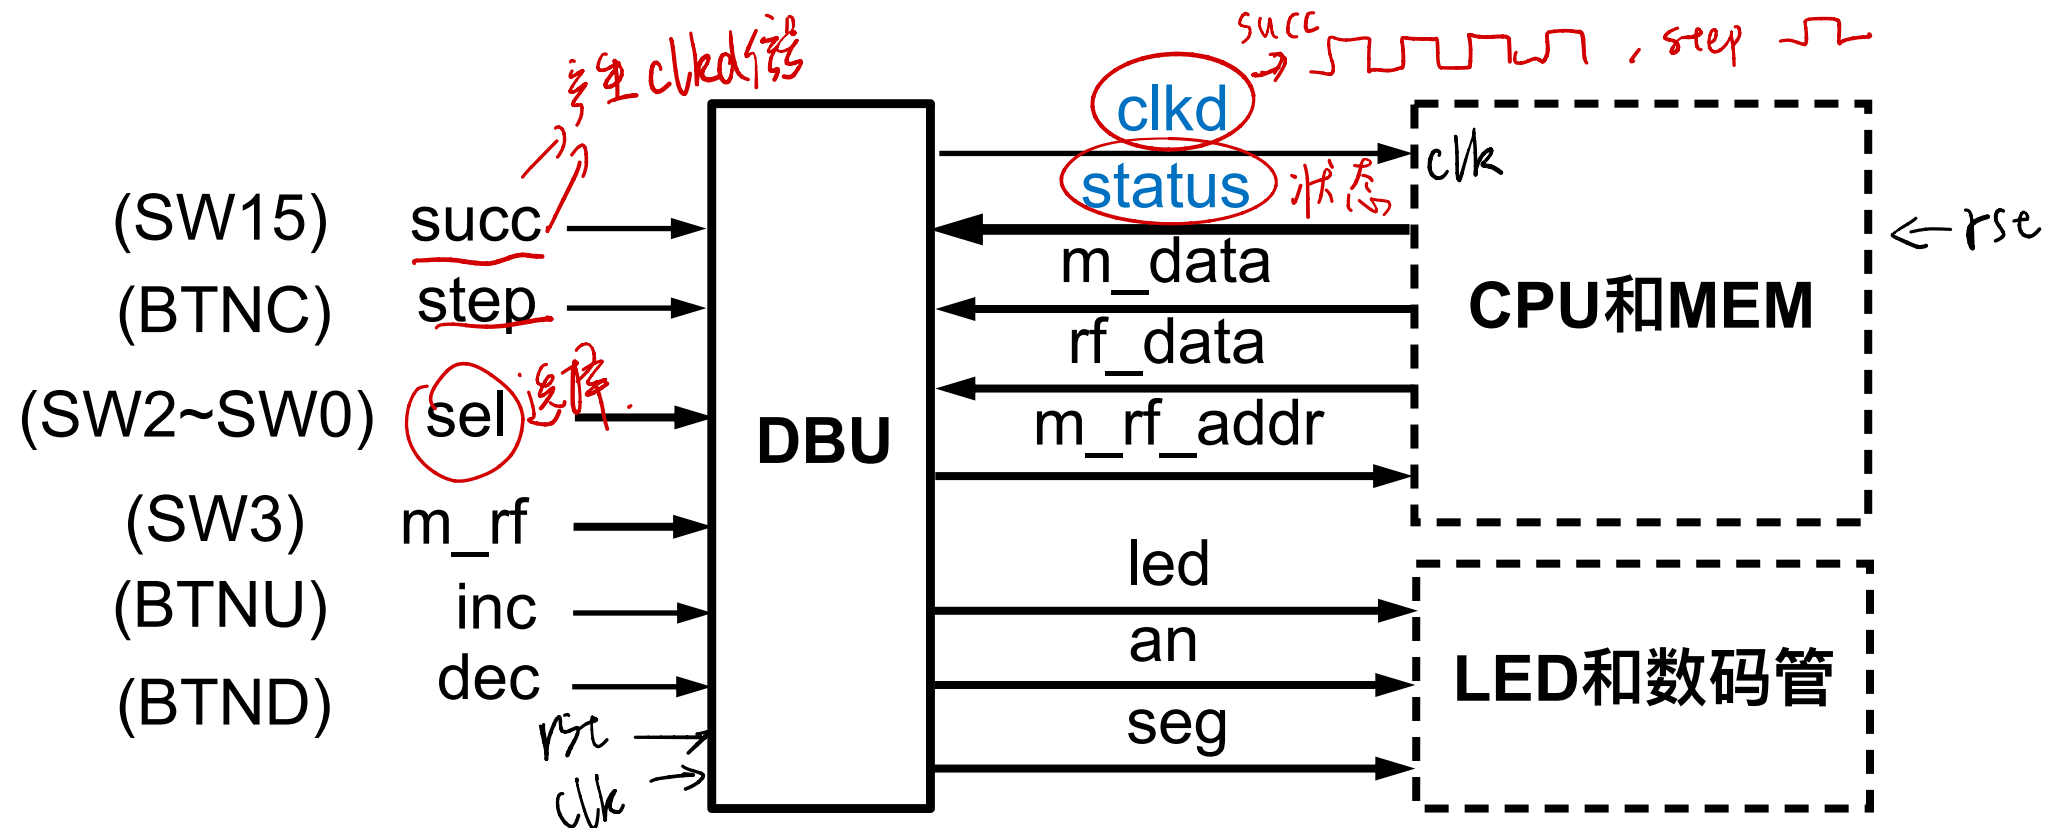 succ , step
产生clkd信号
clkd
clk
status 状态
(SW15) succ
rst
m_data
(BTNC) step
CPU和MEM
rf_data
(SW2~SW0) sel 选择.
DBU
m_rf_addr
(SW3) m_rf
led
(BTNU) inc
an
(BTND) dec
LED和数码管
rst
seg
clk